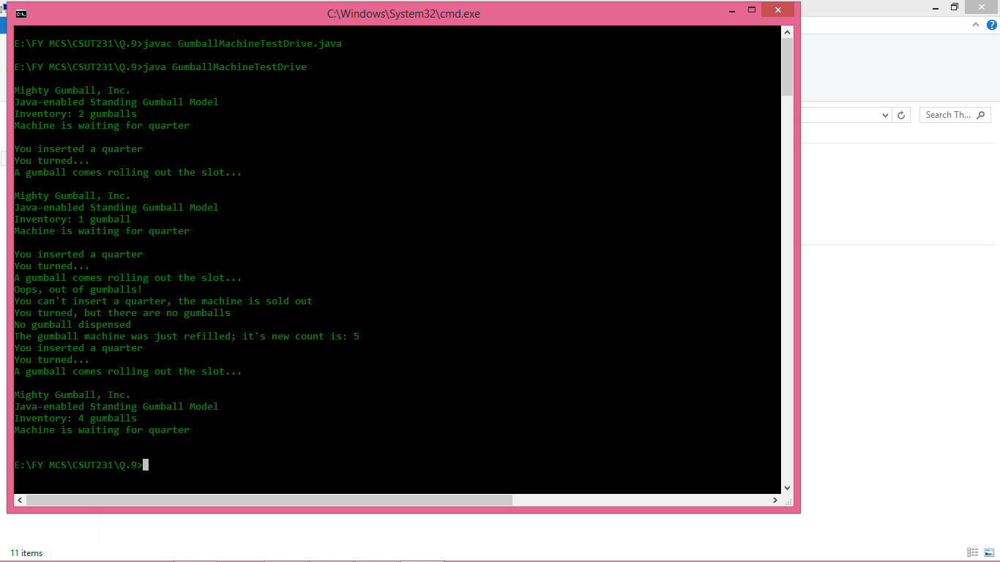 C:\Windows\System32\cmd.exe
E:\FY MCS\CSUT231\Q.9>javac GumballMachineTestDrive.java
E:\FY MCS\CSUT231\Q.9>java GumballMachineTestDrive
Mighty Gumball, Inc.
Java-enabled Standing Gumball Model
Inventory: 2 gumballs
Machine is waiting for quarter
You inserted a quarter
You turned...
A gumball comes rolling out the slot...
Mighty Gumball, Inc.
Java-enabled Standing Gumball Model
Inventory: 1 gumball
Machine is waiting for quarter
You inserted a quarter
You turned...
A gumball comes rolling out the slot...
Oops, out of gumballs!
You can't insert a quarter, the machine is sold out
You turned, but there are no gumballs
No gumball dispensed
The gumball machine was just refilled; it's new count is: 5
You inserted a quarter
You turned...
A gumball comes rolling out the slot...
Mighty Gumball, Inc.
Java-enabled Standing Gumball Model
Inventory: 4 gumballs
Machine is waiting for quarter
E:\FY MCS\CSUT231\Q.9>
Search Th...
11 items